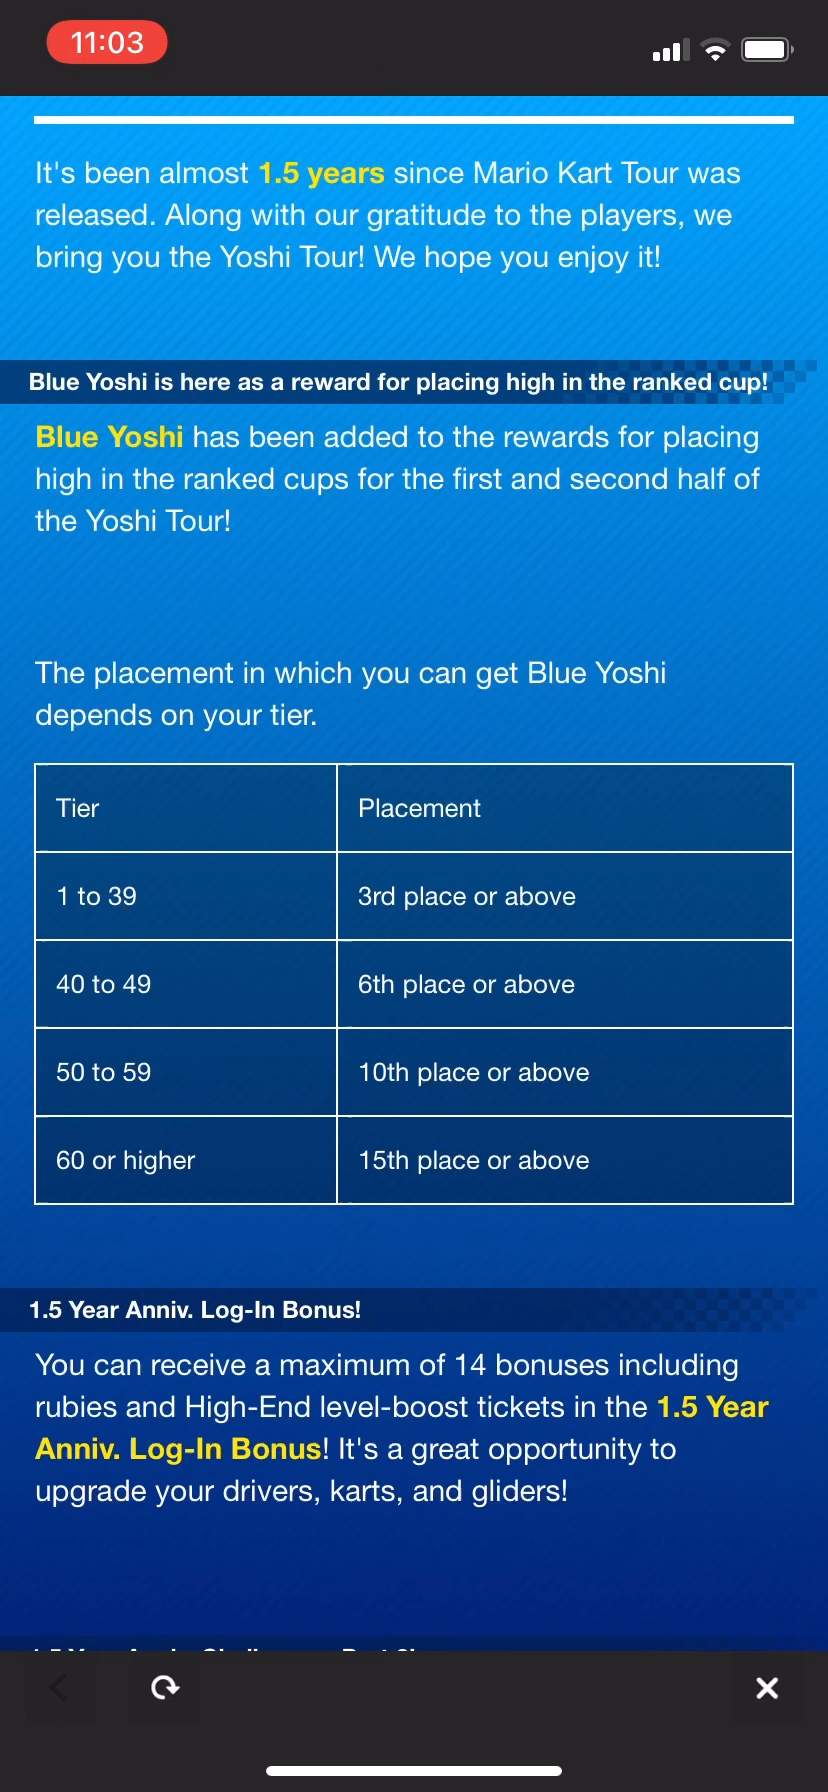 11:03
It's been almost 1.5 years since Mario Kart Tour was
released. Along with our gratitude to the players, we
bring you the Yoshi Tour! We hope you enjoy it!
Blue Yoshi is here as a reward for placing high in the ranked cup!
Blue Yoshi has been added to the rewards for placing
high in the ranked cups for the first and second half of
the Yoshi Tour!
The placement in which you can get Blue Yoshi
depends on your tier.
Tier Placement
1 to 39 3rd place or above
40 to 49 6th place or above
50 to 59 10th place or above
60 or higher 15th place or above
1.5 Year Anniv. Log-In Bonus!
You can receive a maximum of 14 bonuses including
rubies and High-End level-boost tickets in the 1.5 Year
Anniv. Log-In Bonus! It's a great opportunity to
upgrade your drivers, karts, and gliders!